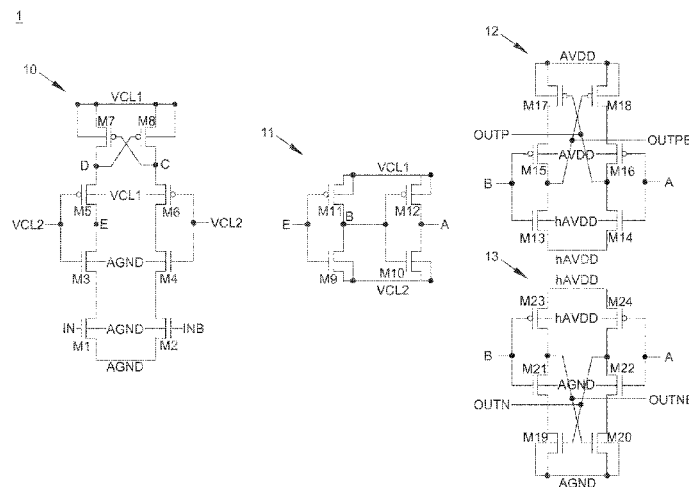 1
10
VCL1
M7
M8
D
C
M5
VCL1
M6
VCL2
E
VCL2
M3
AGND
M4
IN
AGND
INB
M1
M2
AGND
11
VCL1
M11
M12
E
B
A
M9
M10
VCL2
12
AVDD
M17
M18
OUTP
OUTPB
M15
AVDD
M16
B
A
M13
hAVDD
M14
hAVDD
13
hAVDD
M23
M24
hAVDD
B
A
M21
AGND
M22
OUTN
OUTNB
M19
M20
AGND